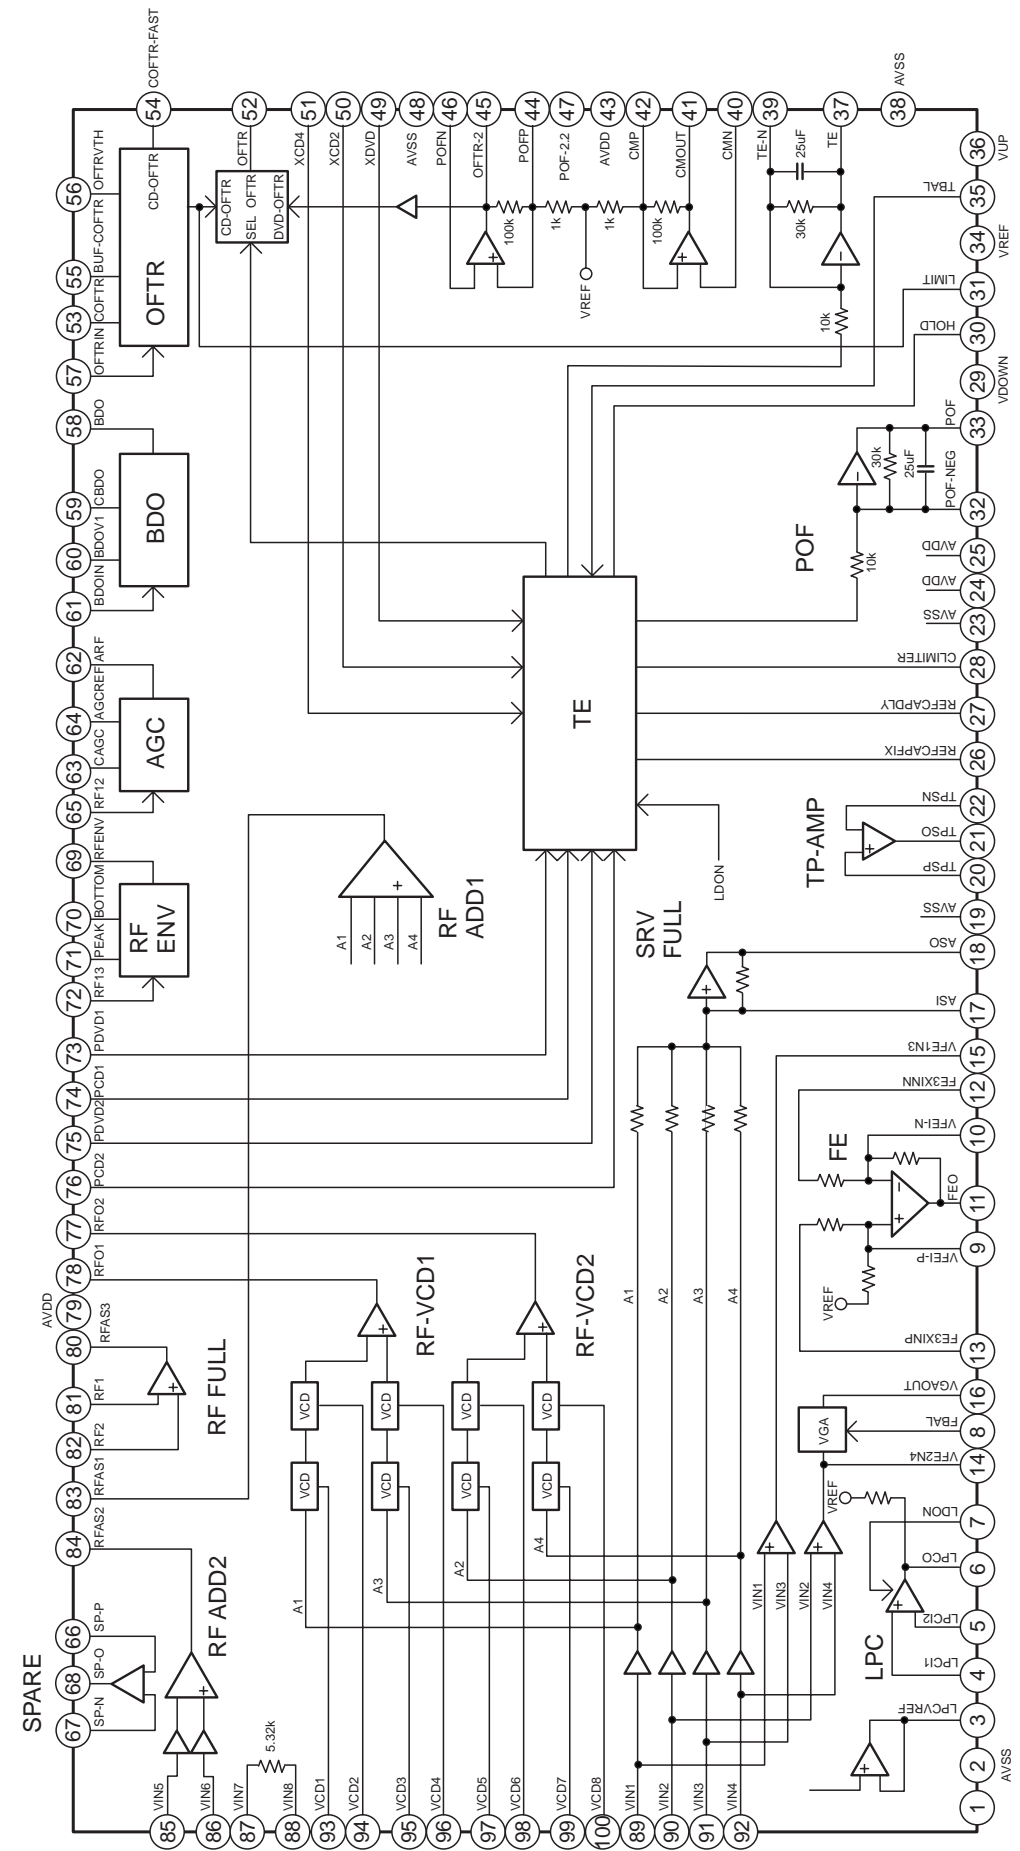 COFTR-FAST
54
52
51
50
49
48
46
45
44
47
43
42
41
40
39
37
38
AVSS
OFTR
XCD4
XCD2
XDVD
AVSS
POFN
OFTR-2
POFP
POF-2.2
AVDD
CMP
CMOUT
CMN
TE-N
25uF
TE
56
OFTRVTH
BUF-COFTR
55
COFTR
53
OFTRIN
57
CD-OFTR
OFTR
CD-OFTR
SEL OFTR
DVD-OFTR
100k
1k
1k
100k
VREF
30k
10k
36
VUP
TBAL
35
34
VREF
LIMIT
31
HOLD
30
29
VDOWN
58
BDO
CBDO
59
BDOV1
60
BDOIN
61
BDO
POF
33
30k
25uF
POF-NEG
32
POF
10k
AVDD
25
AVDD
24
AVSS
23
CLIMITER
28
REFCAPDLY
27
REFCAPFIX
26
TE
LDON
62
ARF
AGCREF
64
CAGC
63
RF12
65
AGC
69
RFENV
BOTTOM
70
PEAK
71
RF13
72
RF
ENV
A1
A2
A3
A4
RF
ADD1
TPSN
22
TPSO
21
TPSP
20
TP-AMP
AVSS
19
ASO
18
ASI
17
SRV
FULL
PDVD1
73
PCD1
74
PDVD2
75
PCD2
76
RFO2
77
RFO1
78
AVDD
79
RFAS3
80
RF1
81
RF2
82
RFAS1
83
RFAS2
84
RF FULL
RF-VCD1
RF-VCD2
VCD
VCD
VCD
VCD
VCD
VCD
VCD
VCD
A1
A3
A2
A4
A1
A2
A3
A4
VFE1N3
15
FE3XINN
12
VFEI-N
10
FE
FEO
11
VFEI-P
9
VREF
FE3XINP
13
VGAOUT
16
FBAL
8
VFE2N4
14
VGA
VREF
LDON
7
LPCO
6
LPCI2
5
LPCI1
4
LPC
LPCVREF
3
2
AVSS
1
VIN1
VIN3
VIN2
VIN4
SPARE
66
SP-P
68
SP-O
67
SP-N
RF ADD2
5.32k
VIN5
VIN6
VIN7
VIN8
VCD1
VCD2
VCD3
VCD4
VCD5
VCD6
VCD7
VCD8
VIN1
VIN2
VIN3
VIN4
85
86
87
88
93
94
95
96
97
98
99
100
89
90
91
92